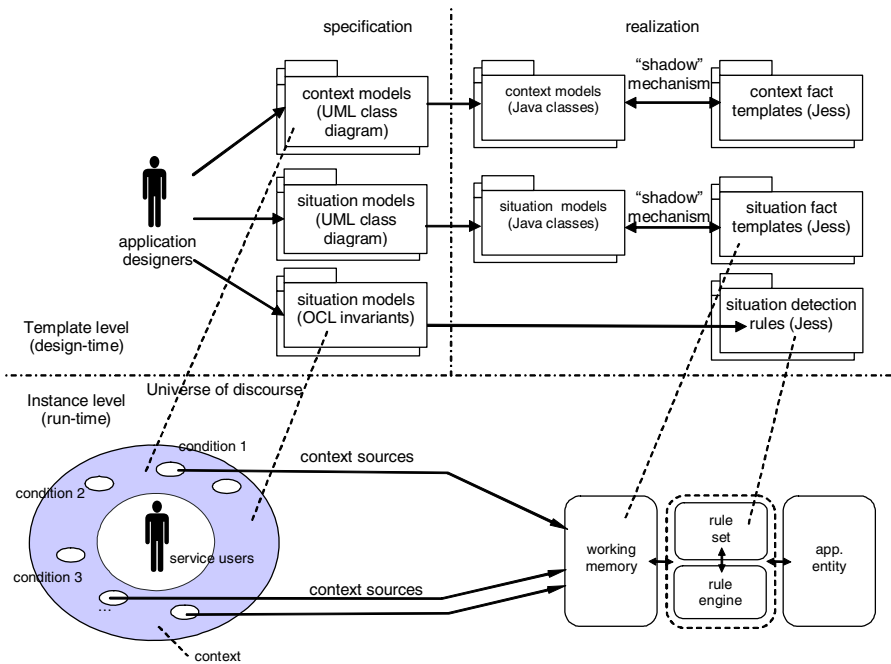 specification
realization
context models
(UML class
diagram)
context models
(Java classes)
“shadow”
mechanism
context fact
templates (Jess)
situation models
(UML class
diagram)
situation  models
(Java classes)
“shadow”
mechanism
situation fact
templates (Jess)
application
designers
situation models
(OCL invariants)
situation detection
rules (Jess)
Template level
(design-time)
Instance level
(run-time)
Universe of discourse
condition 1
context sources
condition 2
service users
condition 3
...
context sources
context
working
memory
rule
set
rule
engine
app.
entity